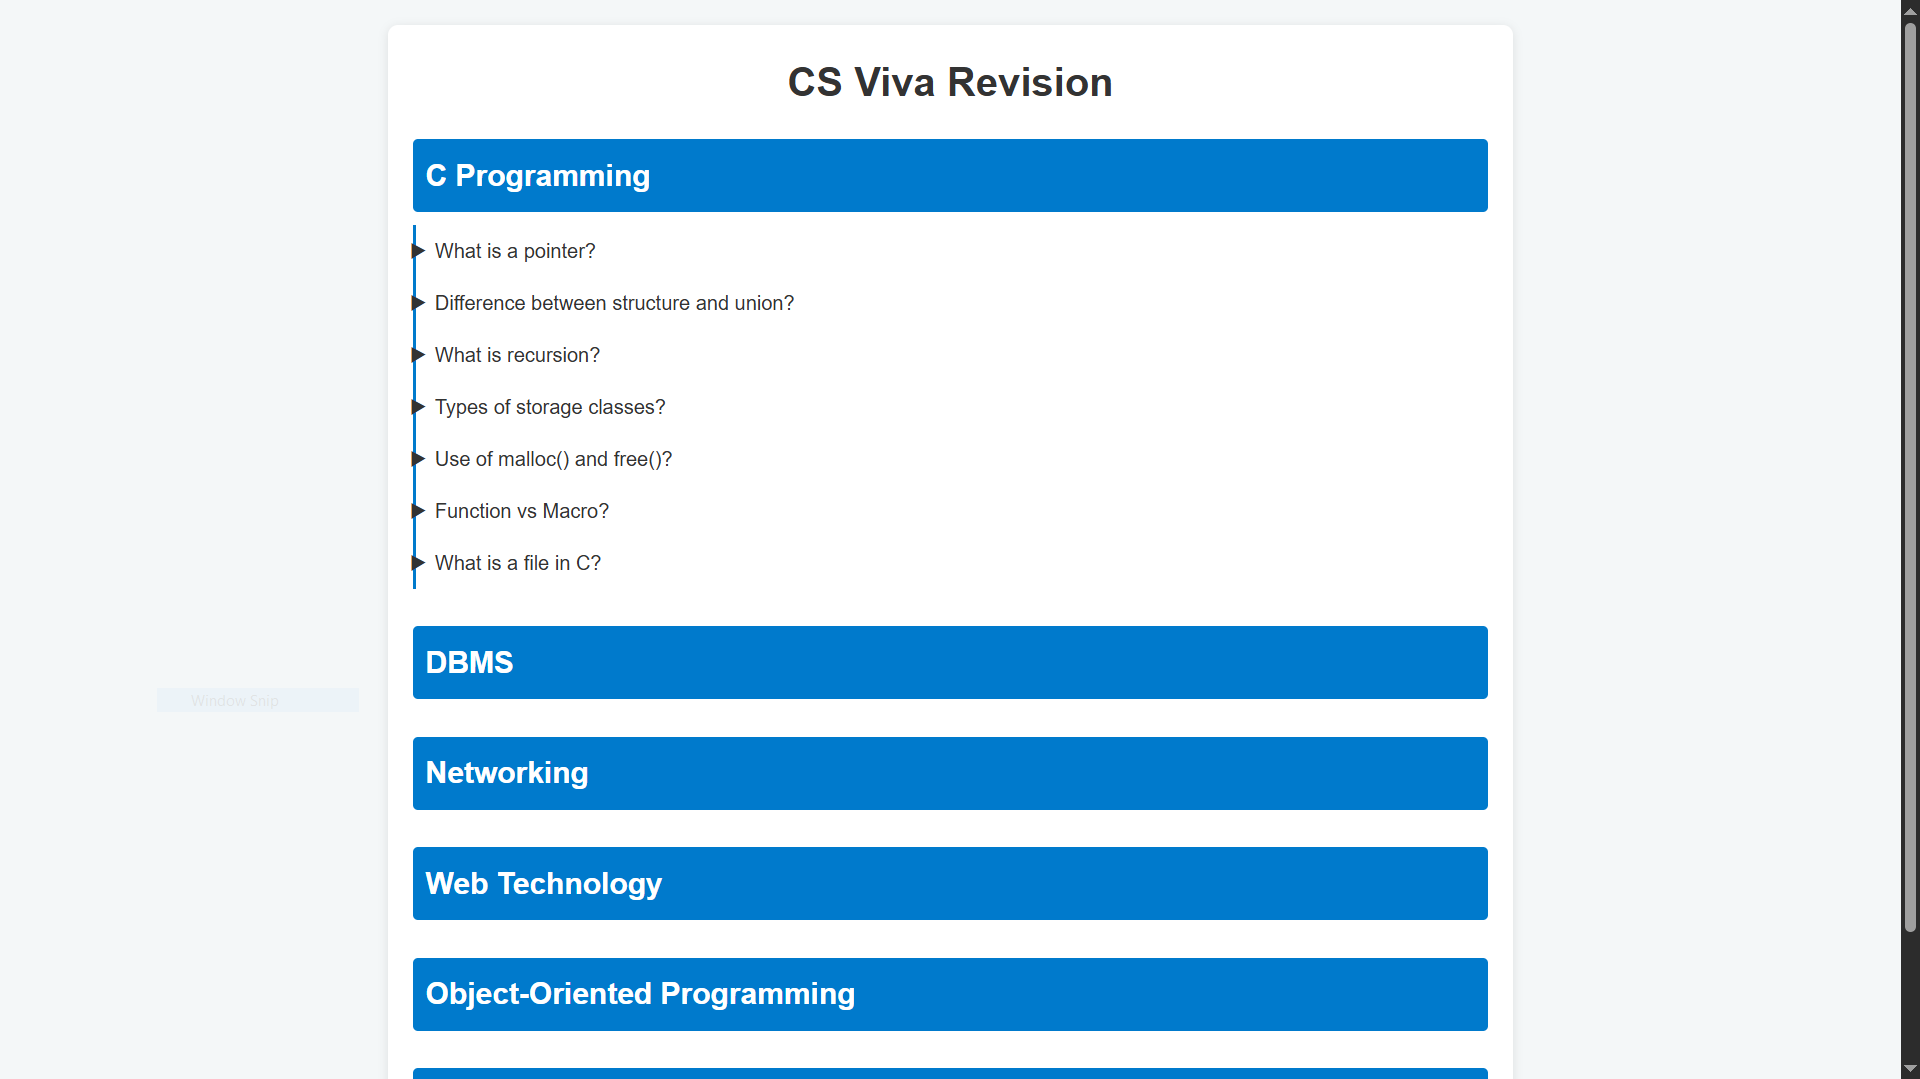 CS Viva Revision
C Programming
What is a pointer?
Difference between structure and union?
What is recursion?
Types of storage classes?
Use of malloc() and free()?
Function vs Macro?
What is a file in C?
DBMS
Window Snip
Networking
Web Technology
Object-Oriented Programming